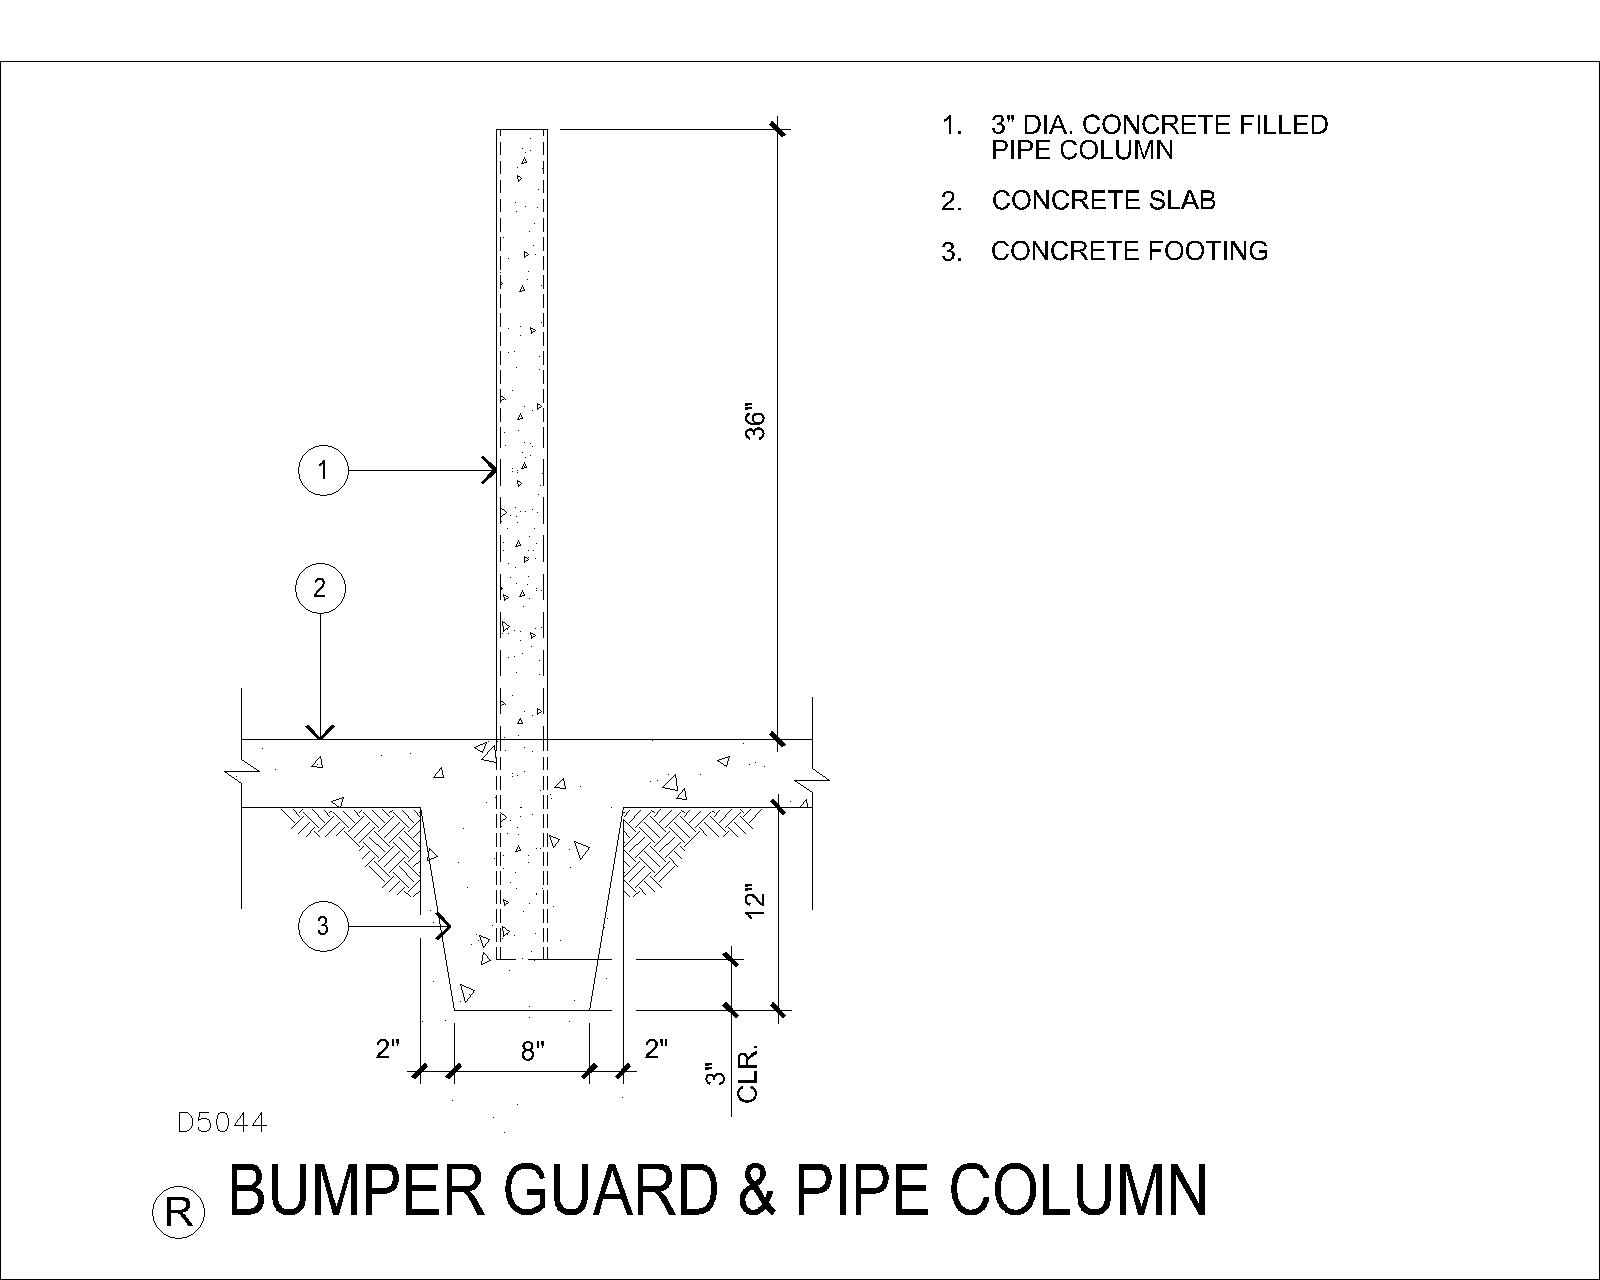 1. 3" DIA. CONCRETE FILLED
PIPE COLUMN
2. CONCRETE SLAB
3. CONCRETE FOOTING
36"
1
2
12"
3
2"
8"
2"
3"
CLR.
D5044
R BUMPER GUARD & PIPE COLUMN